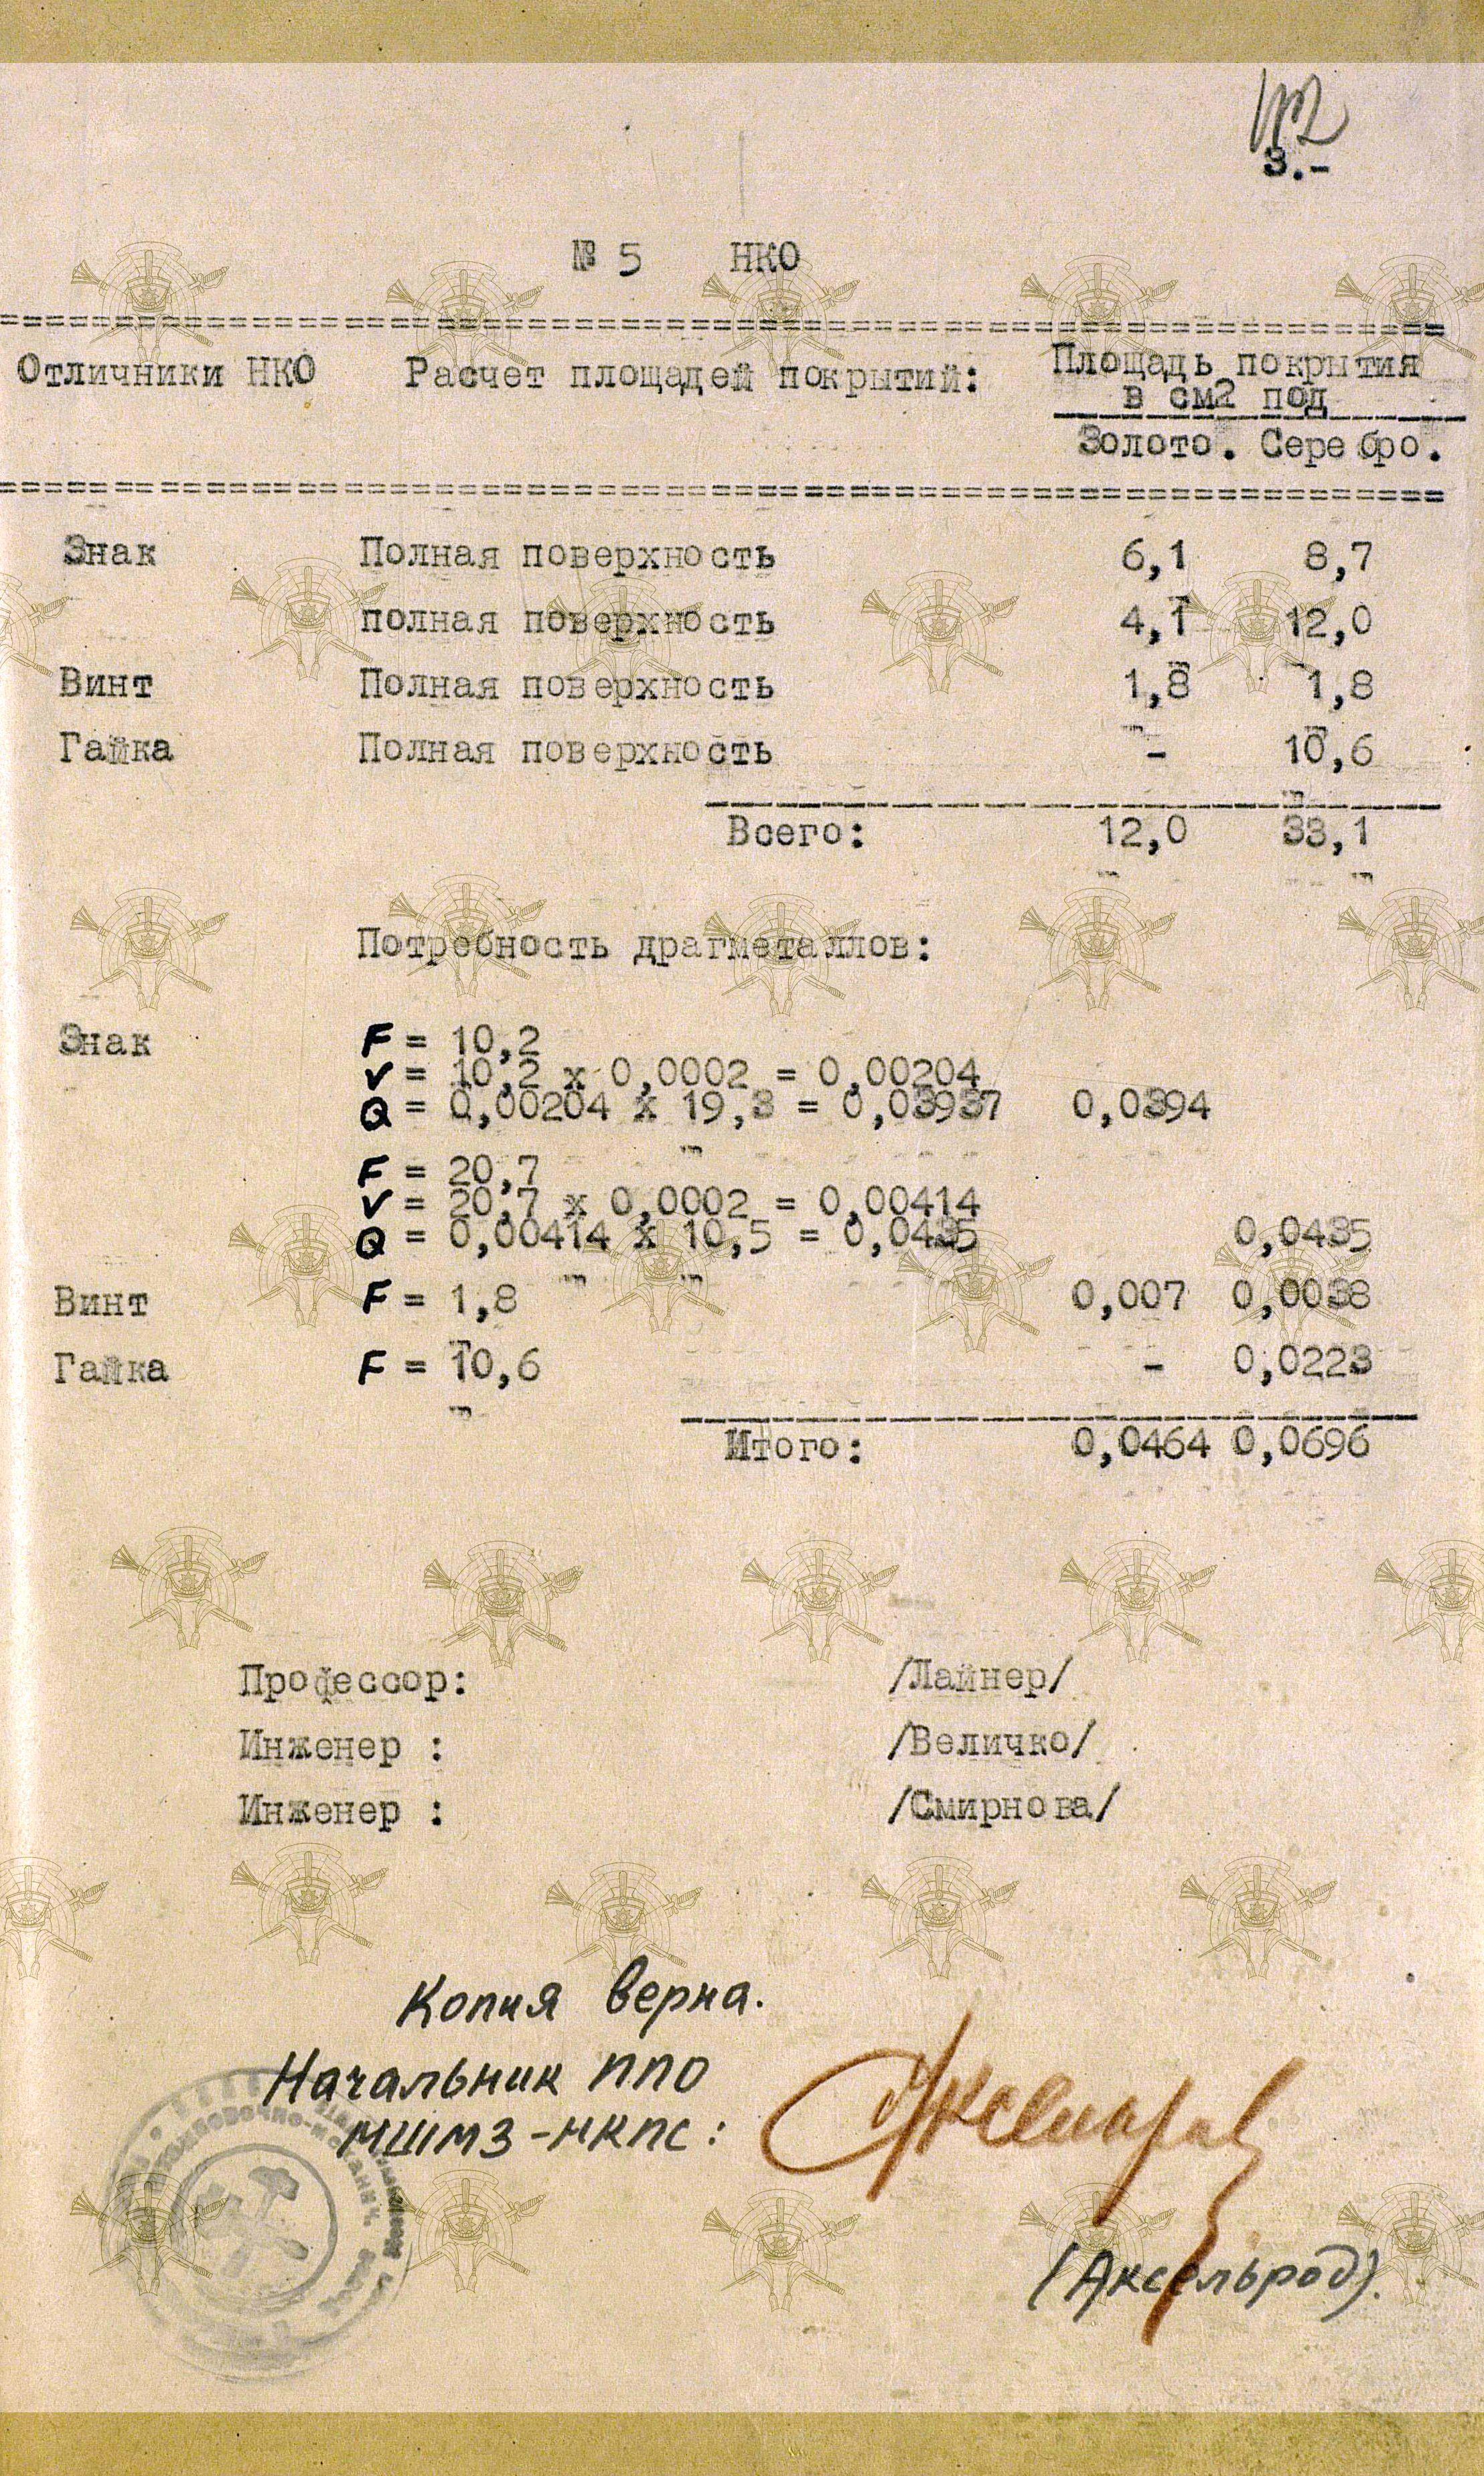 3.-
№ 5 НКО
Отличники НКО Расчет площадей покрытий: Площадь покрытия
в см2 под
Золото. Серебро.
Знак Полная поверхность 6,1 8,7
полная поверхность 4,1 12,0
Винт Полная поверхность 1,8 1,8
Гайка Полная поверхность - 10,6
Всего: 12,0 33,1
Потребность драгметаллов:
Знак F = 10,2
V = 10,2 x 0,0002 = 0,00204
Q = 0,00204 x 19,3 = 0,03937 0,0394
F = 20,7
V = 20,7 x 0,0002 = 0,00414
Q = 0,00414 x 10,5 = 0,0435 0,0435
Винт F = 1,8 0,007 0,0038
Гайка F = 10,6 - 0,0223
Итого: 0,0464 0,0696
Профессор: /Лайнер/
Инженер : /Величко/
Инженер : /Смирнова/
Копия верна.
Начальник ППО
МШМЗ-НКПС:
(Аксельрод).